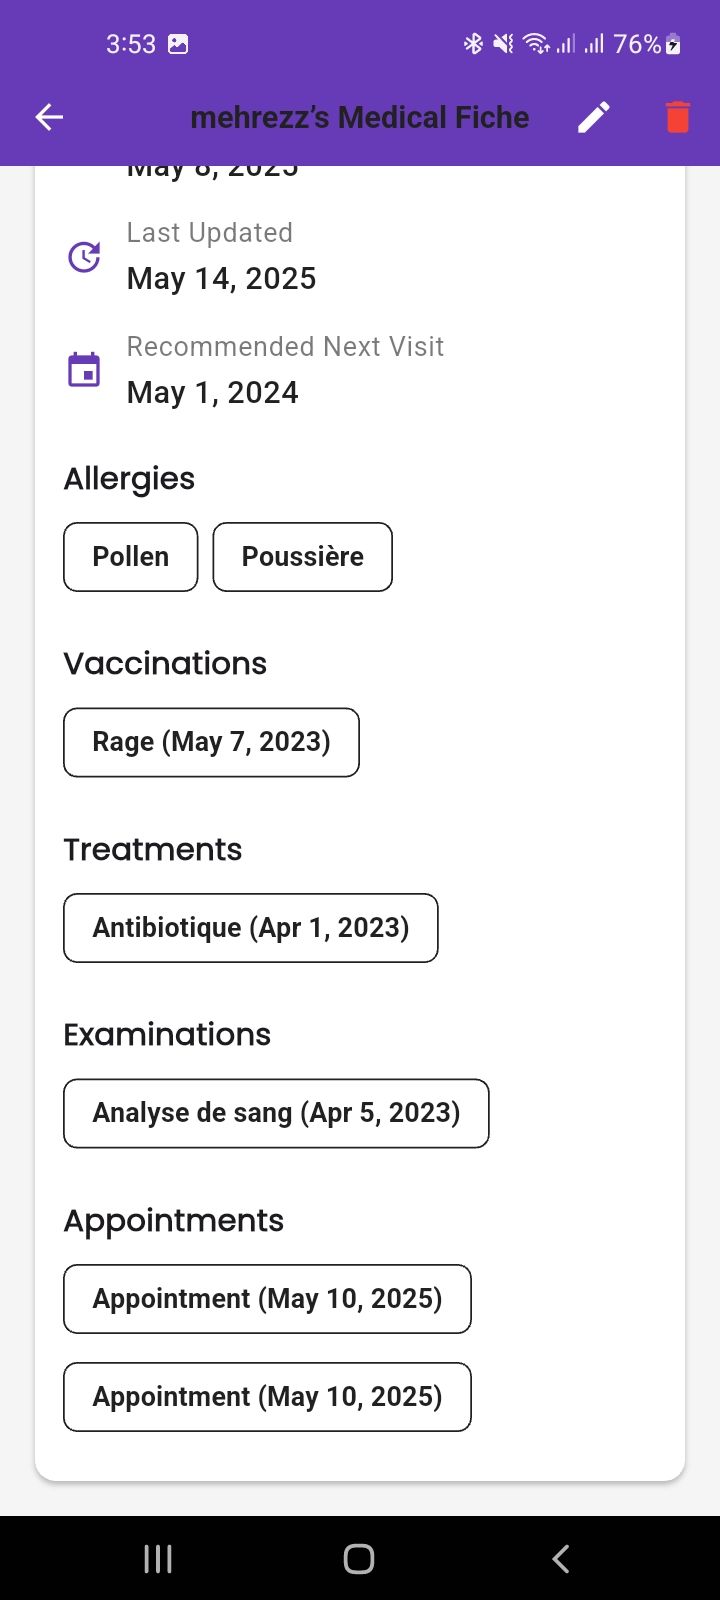 3:53
76%
mehrezz’s Medical Fiche
May 8, 2025
Last Updated
May 14, 2025
Recommended Next Visit
May 1, 2024
Allergies
Pollen Poussière
Vaccinations
Rage (May 7, 2023)
Treatments
Antibiotique (Apr 1, 2023)
Examinations
Analyse de sang (Apr 5, 2023)
Appointments
Appointment (May 10, 2025)
Appointment (May 10, 2025)